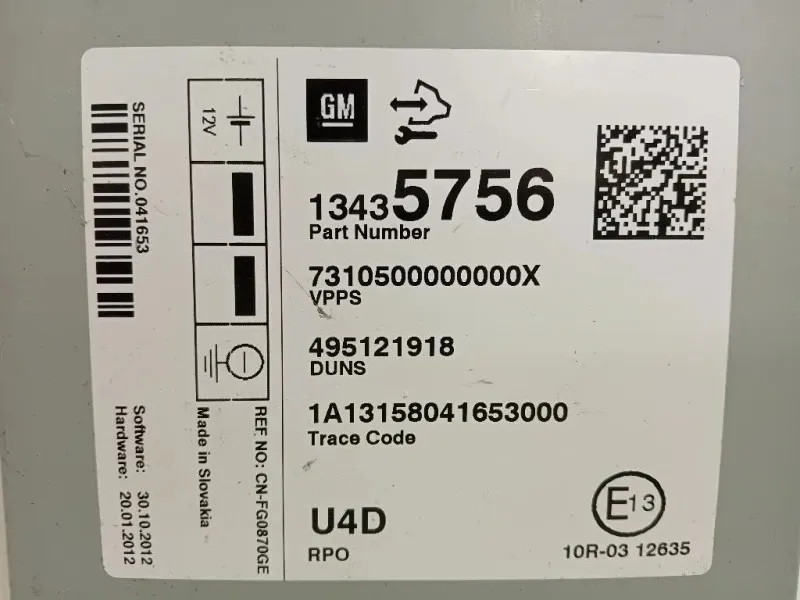 GM
13435756
Part Number
7310500000000X
VPPS
495121918
DUNS
1A13158041653000
Trace Code
U4D
RPO
E13
10R-03 12635
SERIAL NO.041653
12V
REF NO: CN-FG0870GE
Made in Slovakia
Software: 30.10.2012
Hardware: 20.01.2012